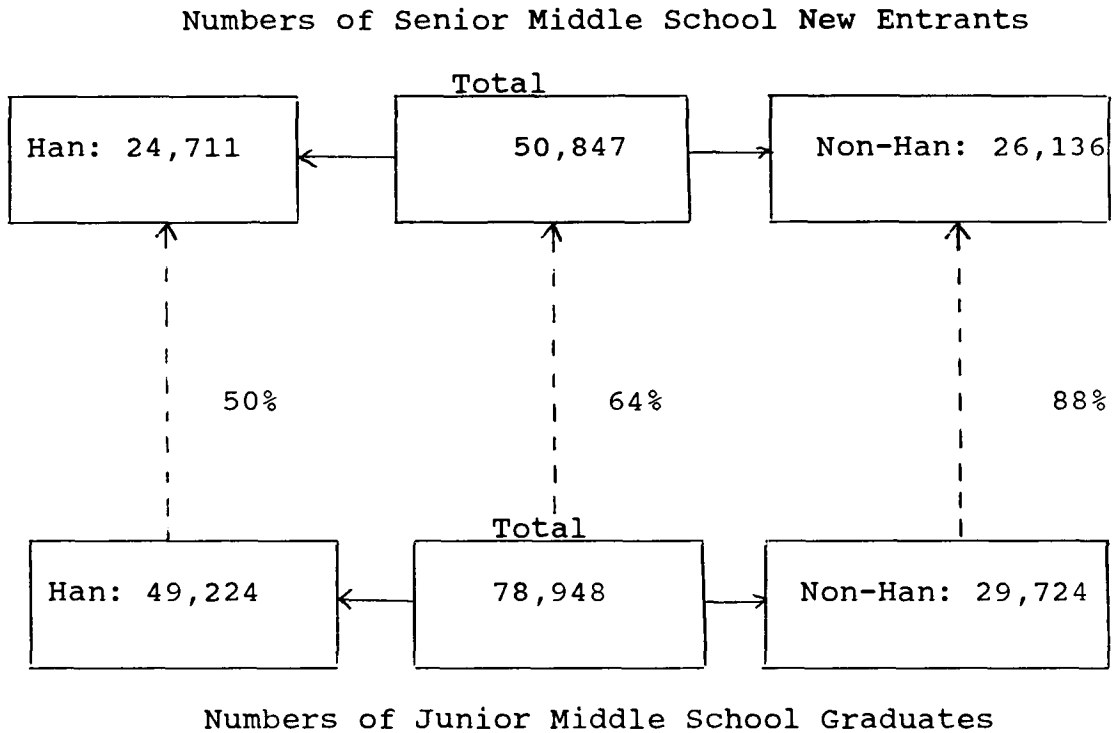 Numbers of Senior Middle School New Entrants
Total
Han: 24,711 50,847 Non-Han: 26,136
50% 64% 88%
Total
Han: 49,224 78,948 Non-Han: 29,724
Numbers of Junior Middle School Graduates